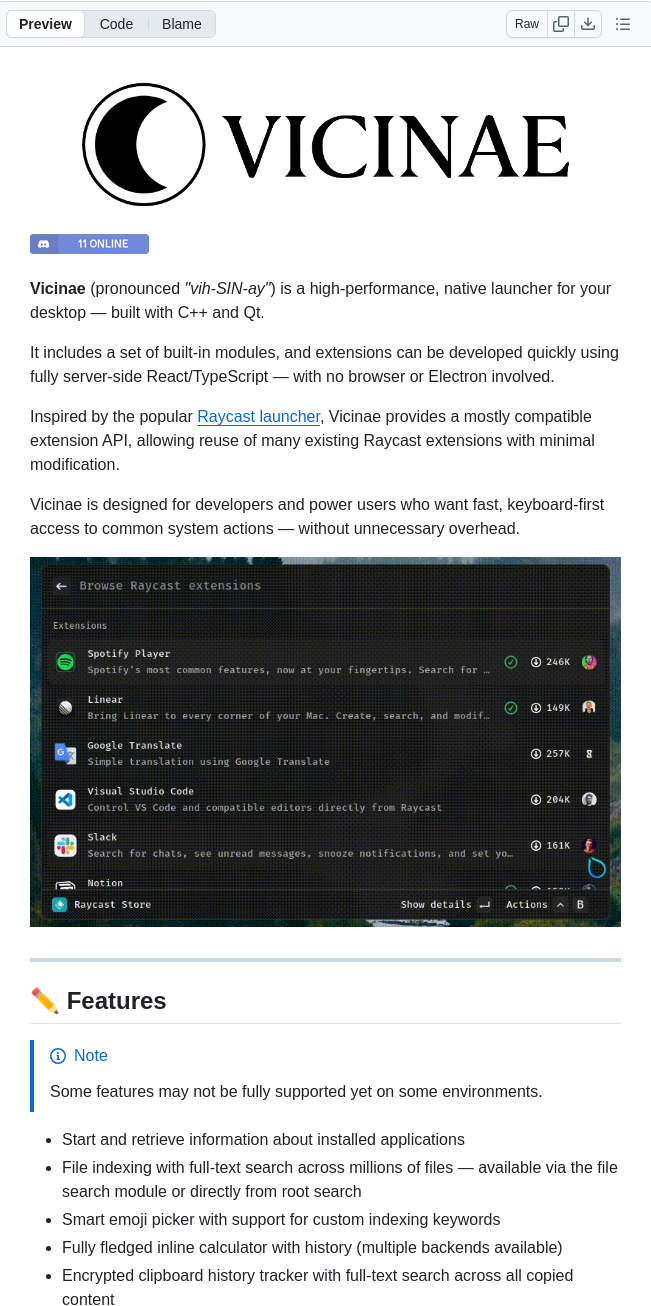 Preview Code Blame Raw
VICINAE
11 ONLINE
Vicinae (pronounced "vih-SIN-ay") is a high-performance, native launcher for your
desktop — built with C++ and Qt.
It includes a set of built-in modules, and extensions can be developed quickly using
fully server-side React/TypeScript — with no browser or Electron involved.
Inspired by the popular Raycast launcher, Vicinae provides a mostly compatible
extension API, allowing reuse of many existing Raycast extensions with minimal
modification.
Vicinae is designed for developers and power users who want fast, keyboard-first
access to common system actions — without unnecessary overhead.
Browse Raycast extensions
Extensions
Spotify Player
Spotify's most common features, now at your fingertips. Search for … 246K
Linear
Bring Linear to every corner of your Mac. Create, search, and modif… 149K
Google Translate
Simple translation using Google Translate 257K
Visual Studio Code
Control VS Code and compatible editors directly from Raycast 204K
Slack
Search for chats, see unread messages, snooze notifications, and set yo… 161K
Notion
Raycast Store Show details Actions B
✏️ Features
Note
Some features may not be fully supported yet on some environments.
• Start and retrieve information about installed applications
• File indexing with full-text search across millions of files — available via the file
search module or directly from root search
• Smart emoji picker with support for custom indexing keywords
• Fully fledged inline calculator with history (multiple backends available)
• Encrypted clipboard history tracker with full-text search across all copied
content